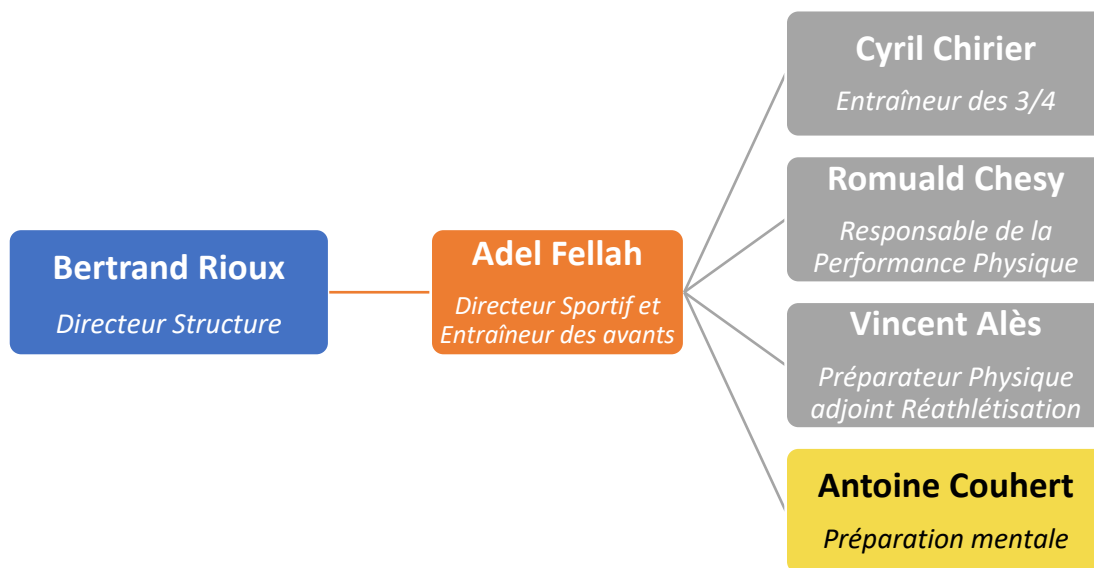 Bertrand Rioux
Directeur Structure
Adel Fellah
Directeur Sportif et
Entraîneur des avants
Cyril Chirier
Entraîneur des 3/4
Romuald Chesy
Responsable de la
Performance Physique
Vincent Alès
Préparateur Physique
adjoint Réathlétisation
Antoine Couhert
Préparation mentale